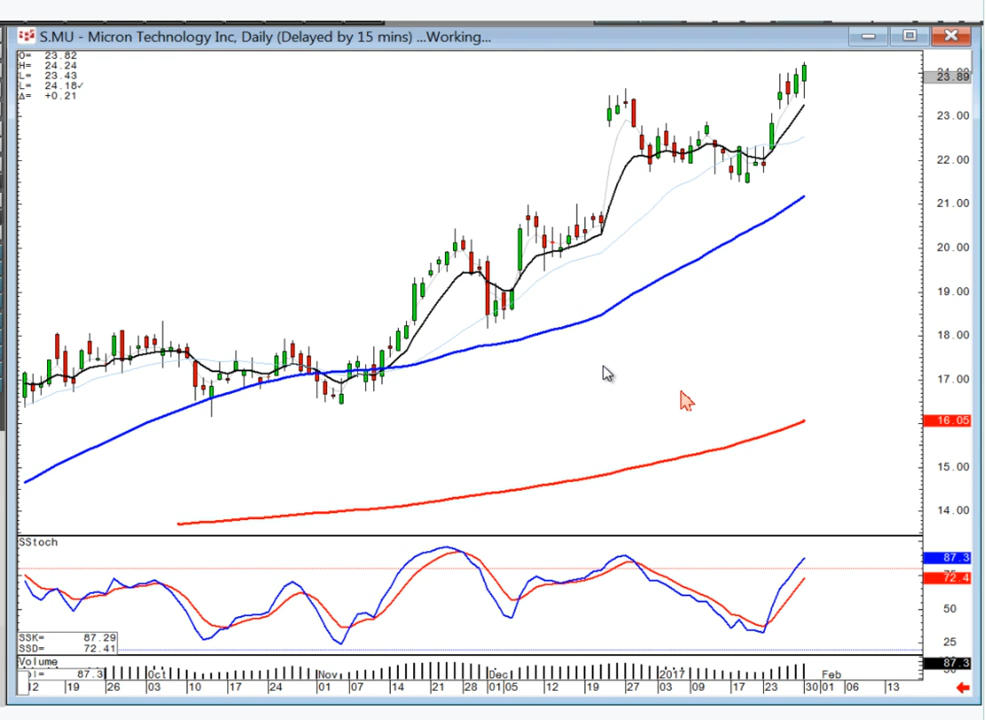 S.MU - Micron Technology Inc, Daily (Delayed by 15 mins) ...Working...
O= 23.82
H= 24.24
L= 23.43
L= 24.18✓
Δ= +0.21
23.89
23.00
22.00
21.00
20.00
19.00
18.00
17.00
16.05
15.00
14.00
SStoch
87.3
72.4
50
25
SSK= 87.29
SSD= 72.41
Volume
87.3
87.3
Oct Nov Dec 2017 Feb
12 19 26 03 10 17 24 07 14 21 28 01 05 12 19 27 03 09 17 23 30 01 06 13